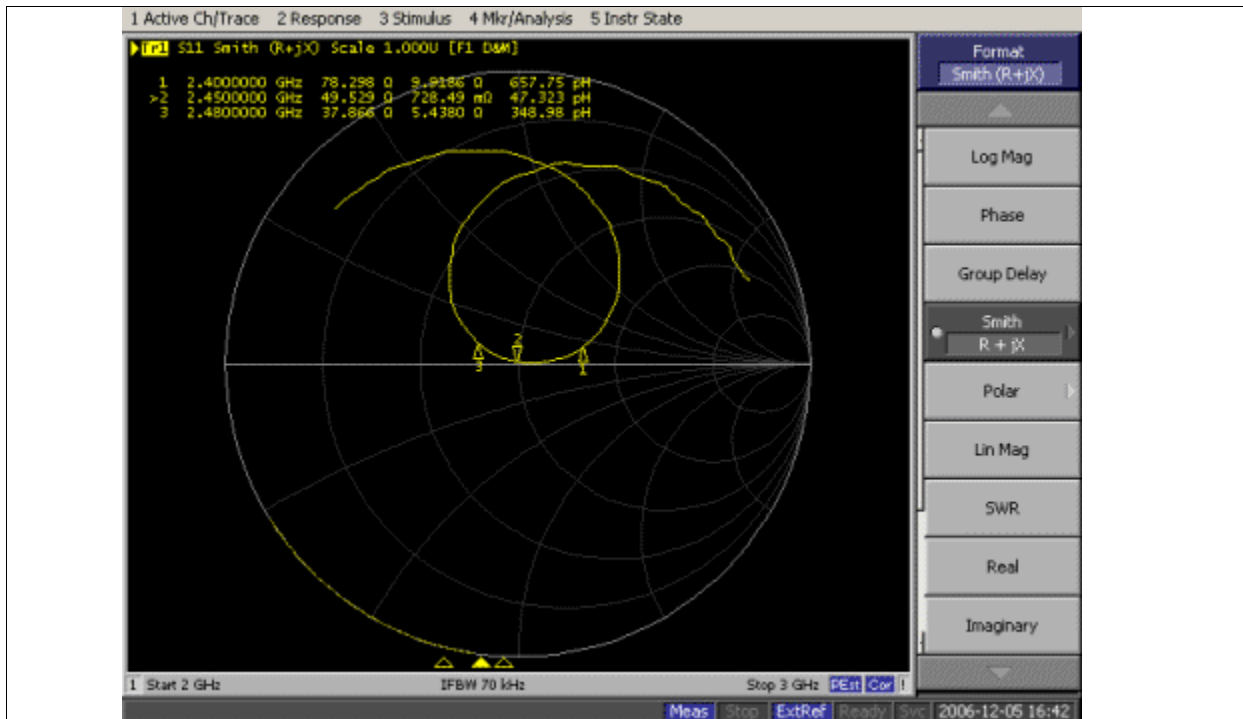 1 Active Ch/Trace 2 Response 3 Stimulus 4 Mkr/Analysis 5 Instr State
Tr1 S11 Smith (R+jX) Scale 1.000U [F1 D&M]
1 2.4000000 GHz 78.298 Ω 9.9186 Ω 657.75 pH
>2 2.4500000 GHz 49.529 Ω 728.49 mΩ 47.323 pH
3 2.4800000 GHz 37.866 Ω 5.4380 Ω 348.98 pH
2
3
1
1 Start 2 GHz IFBW 70 kHz Stop 3 GHz PExt Cor !
Format
Smith (R+jX)
Log Mag
Phase
Group Delay
Smith
R + jX
Polar
Lin Mag
SWR
Real
Imaginary
Meas Stop ExtRef Ready Svc 2006-12-05 16:42